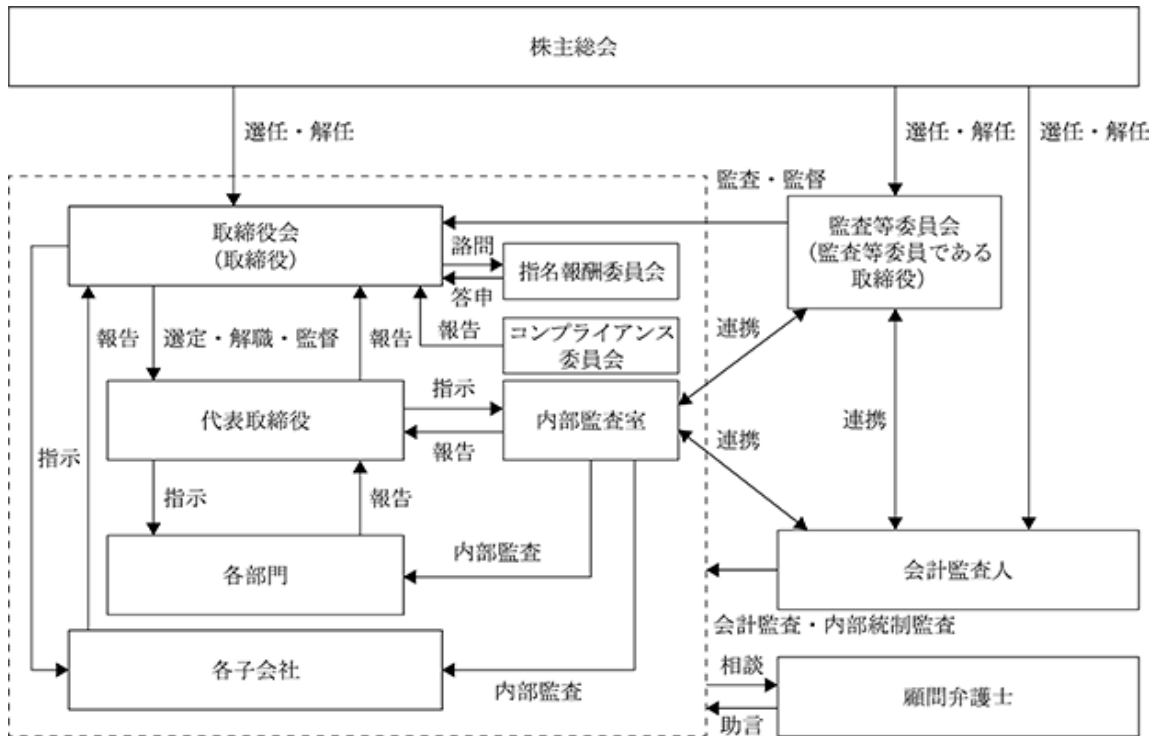 株主総会
選任・解任
選任・解任
選任・解任
監査・監督
取締役会
(取締役)
諮問
答申
指名報酬委員会
監査等委員会
(監査等委員である
取締役)
報告
選定・解職・監督
報告
報告
コンプライアンス
委員会
連携
代表取締役
指示
報告
内部監査室
連携
連携
指示
指示
報告
各部門
内部監査
会計監査人
会計監査・内部統制監査
各子会社
内部監査
相談
助言
顧問弁護士